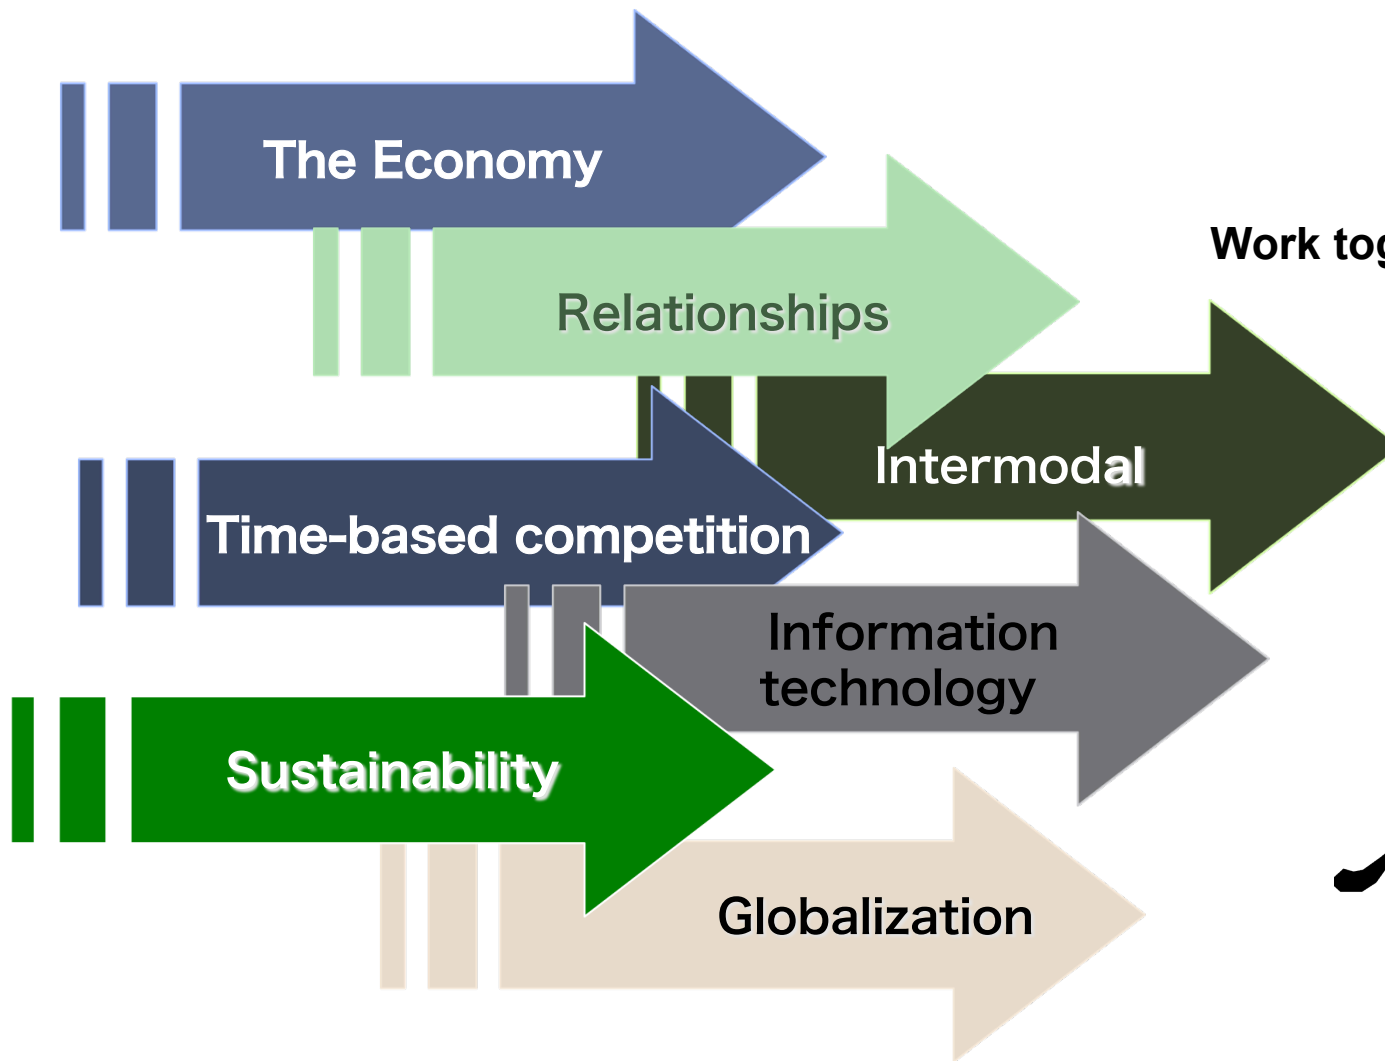 The Economy
Work tog
Relationships
Intermodal
Time-based competition
Information
technology
Sustainability
Globalization